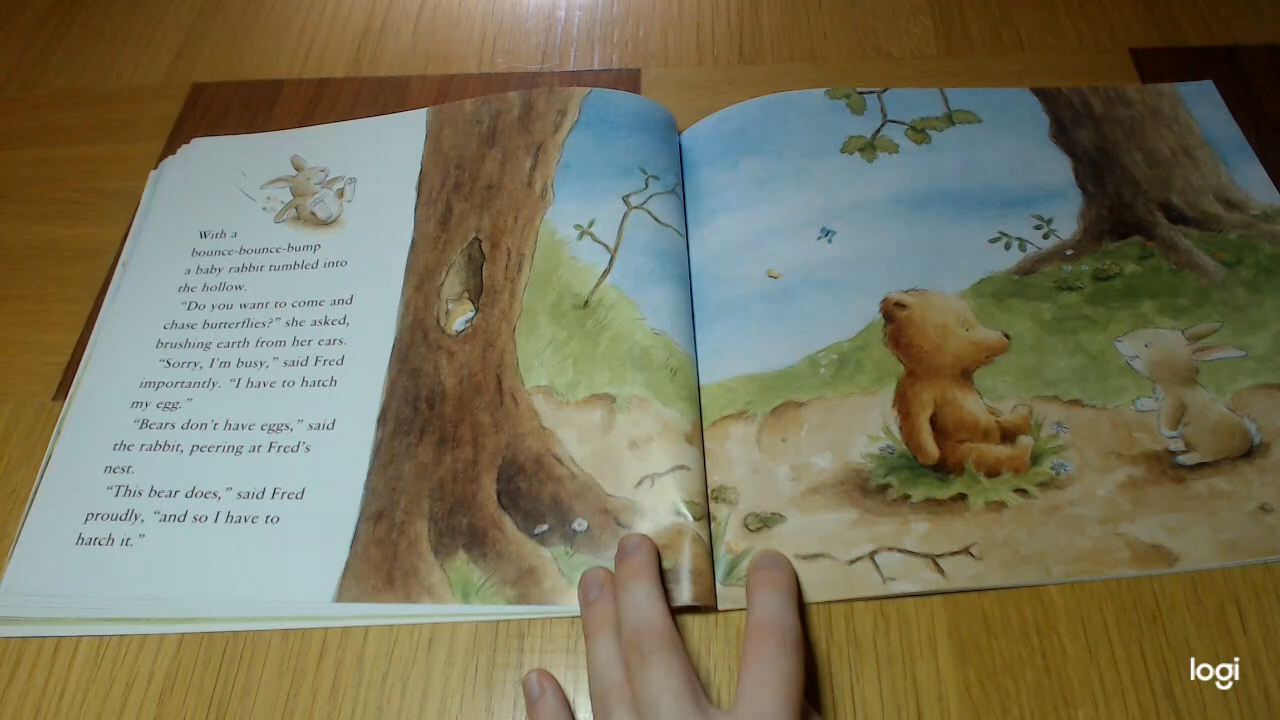 With a
bounce-bounce-bump
a baby rabbit tumbled into
the hollow.
"Do you want to come and
chase butterflies?" she asked,
brushing earth from her ears.
"Sorry, I'm busy," said Fred
importantly. "I have to hatch
my egg."
"Bears don't have eggs," said
the rabbit, peering at Fred's
nest.
"This bear does," said Fred
proudly, "and so I have to
hatch it."
logi